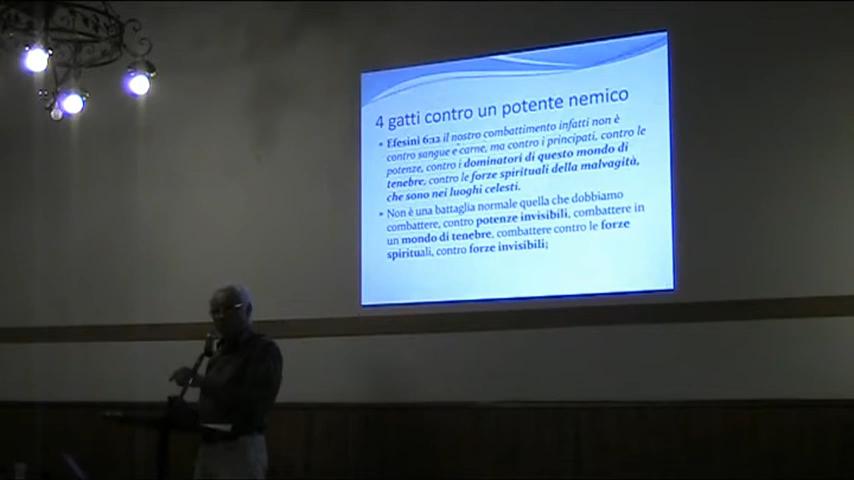 4 gatti contro un potente nemico
• Efesini 6:12 il nostro combattimento infatti non è
contro sangue e carne, ma contro i principati, contro le
potenze, contro i dominatori di questo mondo di
tenebre, contro le forze spirituali della malvagità,
che sono nei luoghi celesti.
• Non è una battaglia normale quella che dobbiamo
combattere, contro potenze invisibili, combattere in
un mondo di tenebre, combattere contro le forze
spirituali, contro forze invisibili;